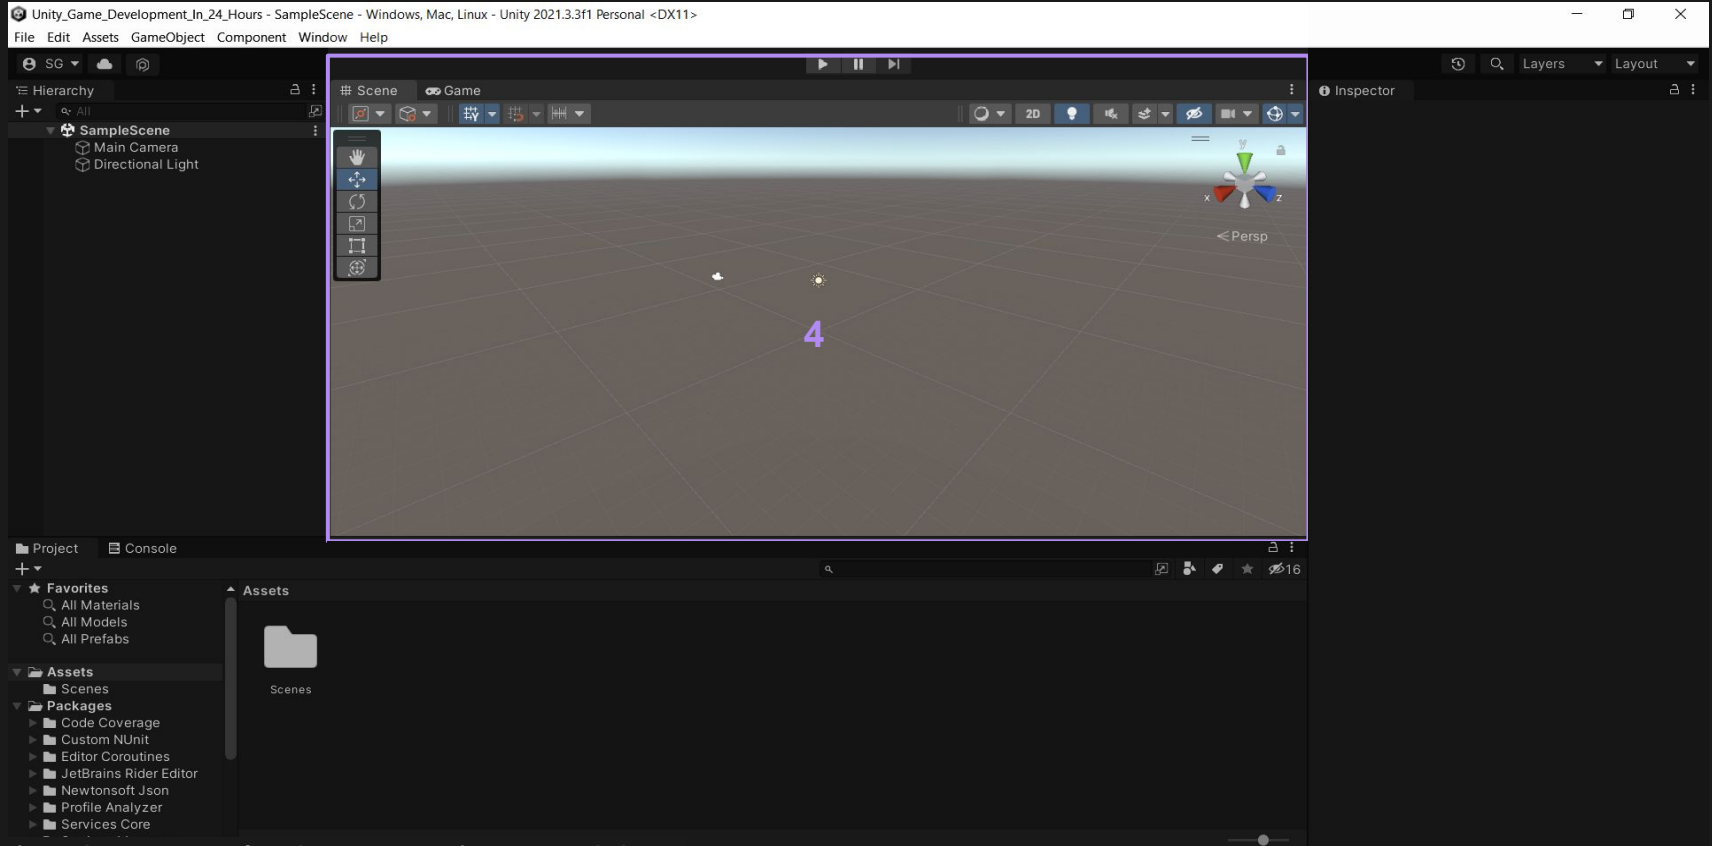 Unity_Game_Development_In_24_Hours - SampleScene - Windows, Mac, Linux - Unity 2021.3.3f1 Personal <DX11>
File Edit Assets GameObject Component Window Help
SG
Layers
Layout
Hierarchy
All
SampleScene
Main Camera
Directional Light
Scene
Game
2D
y
x
z
Persp
4
Inspector
Project
Console
16
Favorites
All Materials
All Models
All Prefabs
Assets
Scenes
Packages
Code Coverage
Custom NUnit
Editor Coroutines
JetBrains Rider Editor
Newtonsoft Json
Profile Analyzer
Services Core
Assets
Scenes